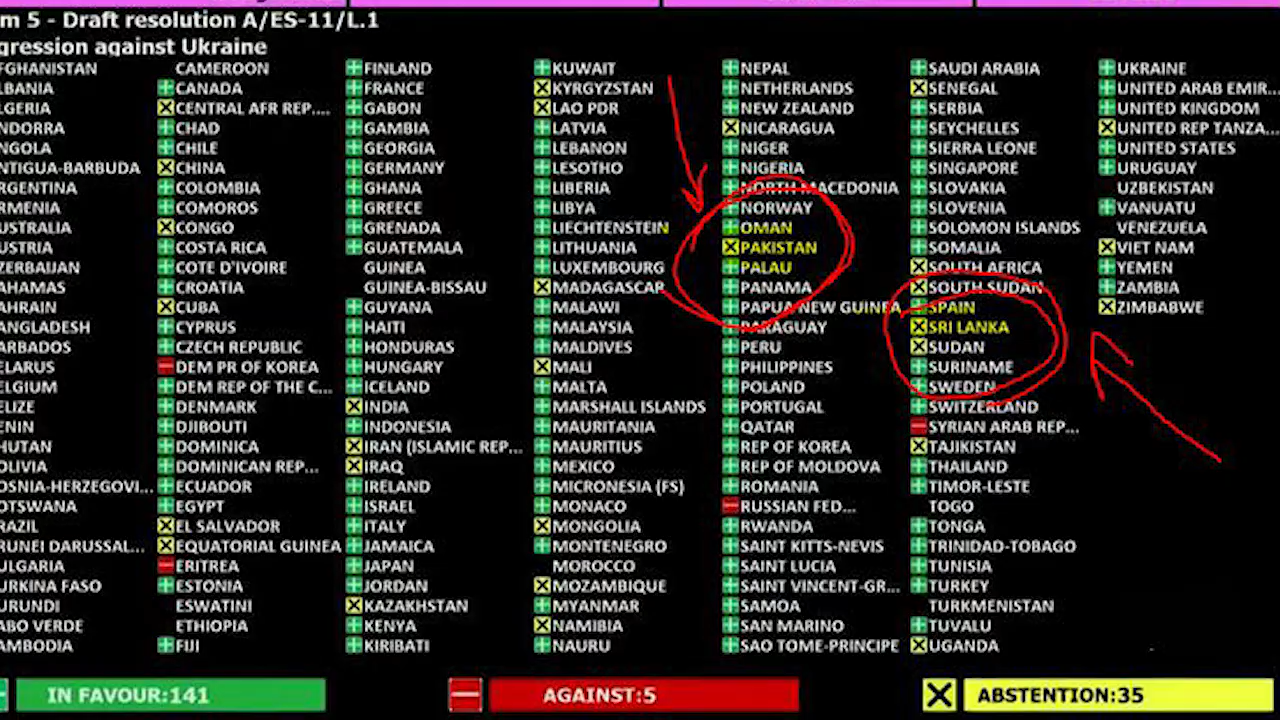 m 5 - Draft resolution A/ES-11/L.1
gression against Ukraine
FGHANISTAN
LBANIA
LGERIA
NDORRA
NGOLA
NTIGUA-BARBUDA
RGENTINA
RMENIA
USTRALIA
USTRIA
ZERBAIJAN
AHAMAS
AHRAIN
ANGLADESH
ARBADOS
ELARUS
ELGIUM
ELIZE
ENIN
HUTAN
OLIVIA
OSNIA-HERZEGOVI...
OTSWANA
RAZIL
RUNEI DARUSSAL...
ULGARIA
URKINA FASO
URUNDI
ABO VERDE
AMBODIA
CAMEROON
CANADA
CENTRAL AFR REP....
CHAD
CHILE
CHINA
COLOMBIA
COMOROS
CONGO
COSTA RICA
COTE D'IVOIRE
CROATIA
CUBA
CYPRUS
CZECH REPUBLIC
DEM PR OF KOREA
DEM REP OF THE C...
DENMARK
DJIBOUTI
DOMNICA
DOMINICAN REP...
ECUADOR
EGYPT
EL SALVADOR
EQUATORIAL GUINEA
ERITREA
ESTONIA
ESWATINI
ETHIOPIA
FIJI
FINLAND
FRANCE
GABON
GAMBIA
GEORGIA
GERMANY
GHANA
GREECE
GRENADA
GUATEMALA
GUINEA
GUINEA-BISSAU
GUYANA
HAITI
HONDURAS
HUNGARY
ICELAND
INDIA
INDONESIA
IRAN (ISLAMIC REP...
IRAQ
IRELAND
ISRAEL
ITALY
JAMAICA
JAPAN
JORDAN
KAZAKHSTAN
KENYA
KIRIBATI
KUWAIT
KYRGYZSTAN
LAO PDR
LATVIA
LEBANON
LESOTHO
LIBERIA
LIBYA
LIECHTENSTEIN
LITHUANIA
LUXEMBOURG
MADAGASCAR
MALAWI
MALAYSIA
MALDIVES
MALI
MALTA
MARSHALL ISLANDS
MAURITANIA
MAURITIUS
MEXICO
MICRONESIA (FS)
MONACO
MONGOLIA
MONTENEGRO
MOROCCO
MOZAMBIQUE
MYANMAR
NAMIBIA
NAURU
NEPAL
NETHERLANDS
NEW ZEALAND
NICARAGUA
NIGER
NIGERIA
NORTH MACEDONIA
NORWAY
OMAN
PAKISTAN
PALAU
PANAMA
PAPUA NEW GUINEA
PARAGUAY
PERU
PHILIPPINES
POLAND
PORTUGAL
QATAR
REP OF KOREA
REP OF MOLDOVA
ROMANIA
RUSSIAN FED...
RWANDA
SAINT KITTS-NEVIS
SAINT LUCIA
SAINT VINCENT-GR...
SAMOA
SAN MARINO
SAO TOME-PRINCIPE
SAUDI ARABIA
SENEGAL
SERBIA
SEYCHELLES
SIERRA LEONE
SINGAPORE
SLOVAKIA
SLOVENIA
SOLOMON ISLANDS
SOMALIA
SOUTH AFRICA
SOUTH SUDAN
SPAIN
SRI LANKA
SUDAN
SURINAME
SWEDEN
SWITZERLAND
SYRIAN ARAB REP...
TAJIKISTAN
THAILAND
TIMOR-LESTE
TOGO
TONGA
TRINIDAD-TOBAGO
TUNISIA
TURKEY
TURKMENISTAN
TUVALU
UGANDA
UKRAINE
UNITED ARAB EMIR...
UNITED KINGDOM
UNITED REP TANZA...
UNITED STATES
URUGUAY
UZBEKISTAN
VANUATU
VENEZUELA
VIET NAM
YEMEN
ZAMBIA
ZIMBABWE
IN FAVOUR:141
AGAINST:5
ABSTENTION:35